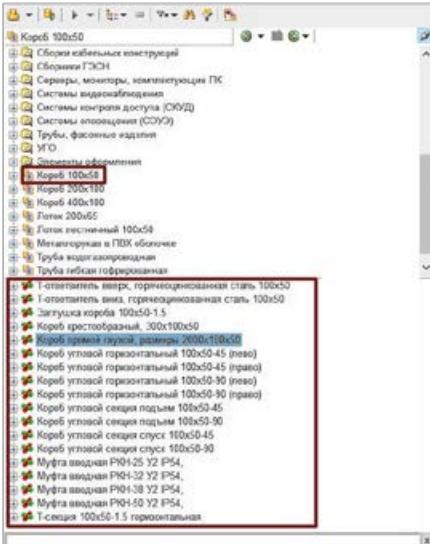 Короб 100x50
Сборки кабельных конструкций
Сборники ГЭСН
Серверы, мониторы, комплектующие ПК
Системы видеонаблюдения
Системы контроля доступа (СКУД)
Системы оповещения (СОУЭ)
Трубы, фасонные изделия
УГО
Элементы оформления
Короб 100x50
Короб 200x100
Короб 400x100
Лоток 200x65
Лоток лестничный 100x50
Металлорукав в ПВХ оболочке
Труба водогазопроводная
Труба гибкая гофрированная
Т-ответвитель вверх, горячеоцинкованная сталь 100x50
Т-ответвитель вниз, горячеоцинкованная сталь 100x50
Заглушка короба 100x50-1.5
Короб крестообразный, 300x100x50
Короб прямой глухой, размеры 2000x100x50
Короб угловой горизонтальный 100x50-45 (лево)
Короб угловой горизонтальный 100x50-45 (право)
Короб угловой горизонтальный 100x50-90 (лево)
Короб угловой горизонтальный 100x50-90 (право)
Короб угловой секция подъем 100x50-45
Короб угловой секция подъем 100x50-90
Короб угловой секция спуск 100x50-45
Короб угловой секция спуск 100x50-90
Муфта вводная РКН-25 У2 IP54,
Муфта вводная РКН-32 У2 IP54,
Муфта вводная РКН-38 У2 IP54,
Муфта вводная РКН-50 У2 IP54,
Т-секция 100x50-1.5 горизонтальная